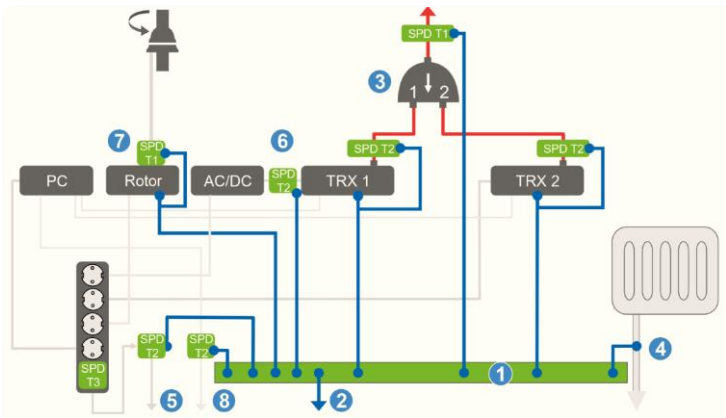 SPD T1
3
1 2
7
6
SPD
T1
SPD T2
SPD T2
PC
Rotor
AC/DC
SPD
T2
TRX 1
TRX 2
SPD
T2
SPD
T2
4
SPD
T3
1
5
8
2